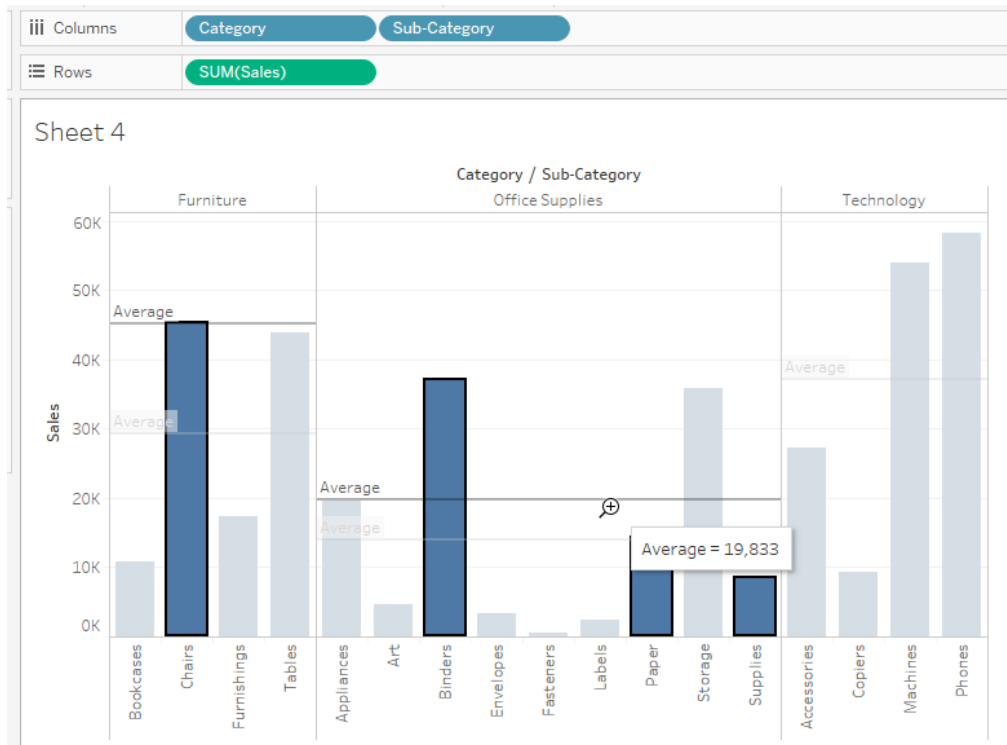 Columns Category Sub-Category
Rows SUM(Sales)
Sheet 4
Category / Sub-Category
Furniture Office Supplies Technology
60K
50K
Average
40K
Average
Average
30K
Average
20K
Average
Average = 19,833
10K
0K
Sales
Bookcases
Chairs
Furnishings
Tables
Appliances
Art
Binders
Envelopes
Fasteners
Labels
Paper
Storage
Supplies
Accessories
Copiers
Machines
Phones